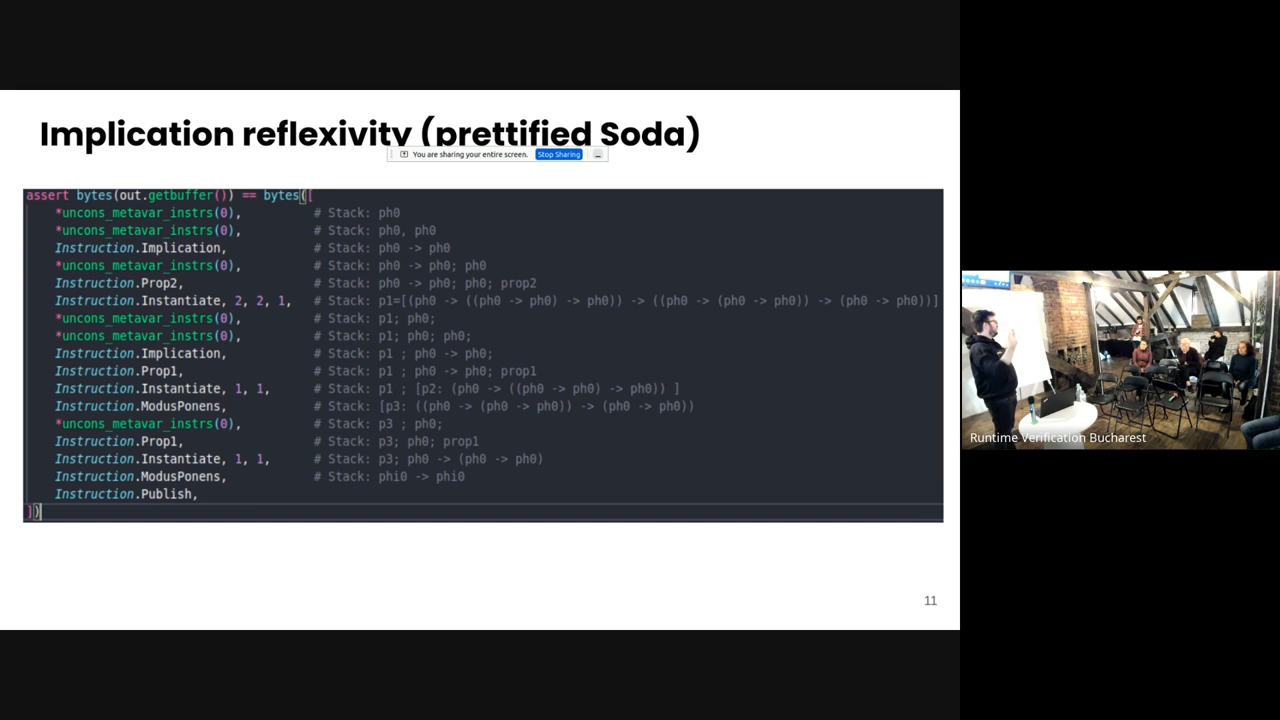 Implication reflexivity (prettified Soda)
You are sharing your entire screen. Stop Sharing
assert bytes(out.getbuffer()) == bytes([
*uncons_metavar_instrs(0), # Stack: ph0
*uncons_metavar_instrs(0), # Stack: ph0, ph0
Instruction.Implication, # Stack: ph0 -> ph0
*uncons_metavar_instrs(0), # Stack: ph0 -> ph0; ph0
Instruction.Prop2, # Stack: ph0 -> ph0; ph0; prop2
Instruction.Instantiate, 2, 2, 1, # Stack: p1=[(ph0 -> ((ph0 -> ph0) -> ph0)) -> ((ph0 -> (ph0 -> ph0)) -> (ph0 -> ph0))]
*uncons_metavar_instrs(0), # Stack: p1; ph0;
*uncons_metavar_instrs(0), # Stack: p1; ph0; ph0;
Instruction.Implication, # Stack: p1 ; ph0 -> ph0;
Instruction.Prop1, # Stack: p1 ; ph0 -> ph0; prop1
Instruction.Instantiate, 1, 1, # Stack: p1 ; [p2: (ph0 -> ((ph0 -> ph0) -> ph0)) ]
Instruction.ModusPonens, # Stack: [p3: ((ph0 -> (ph0 -> ph0)) -> (ph0 -> ph0))
*uncons_metavar_instrs(0), # Stack: p3 ; ph0;
Instruction.Prop1, # Stack: p3; ph0; prop1
Instruction.Instantiate, 1, 1, # Stack: p3; ph0 -> (ph0 -> ph0)
Instruction.ModusPonens, # Stack: phi0 -> phi0
Instruction.Publish,
])
11
Runtime Verification Bucharest